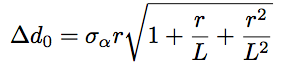 Δd₀ = σ_α r √(1 + r/L + r²/L²)